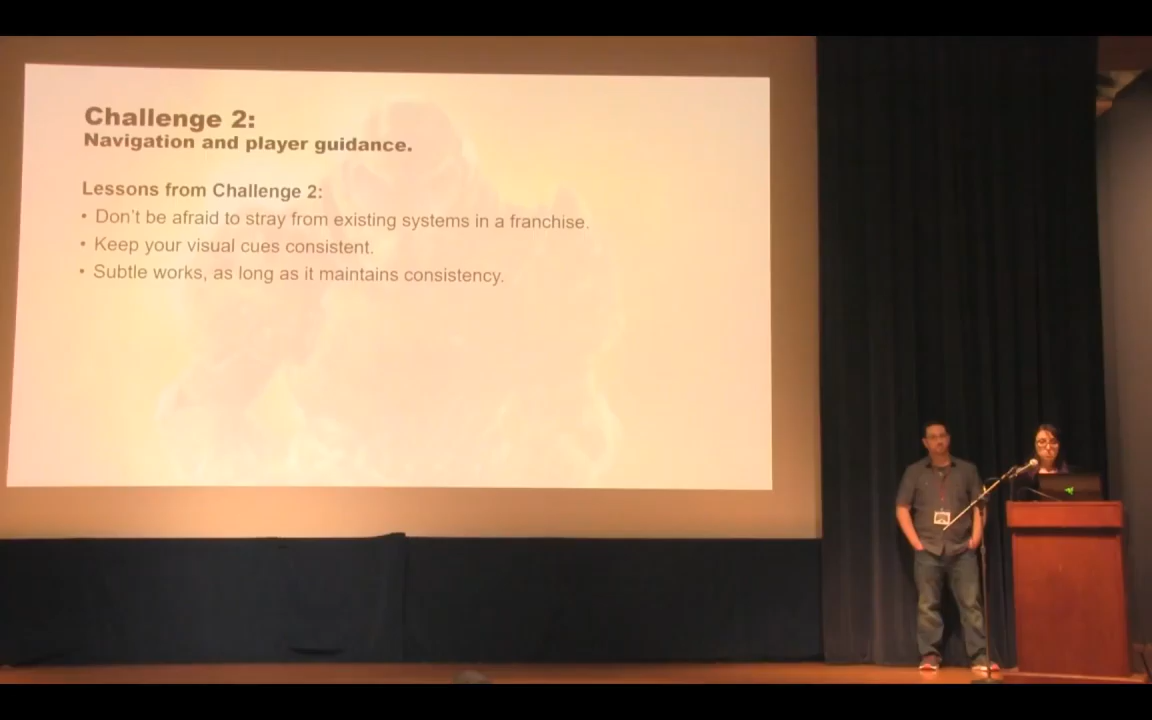 Challenge 2:
Navigation and player guidance.
Lessons from Challenge 2:
• Don't be afraid to stray from existing systems in a franchise.
• Keep your visual cues consistent.
• Subtle works, as long as it maintains consistency.